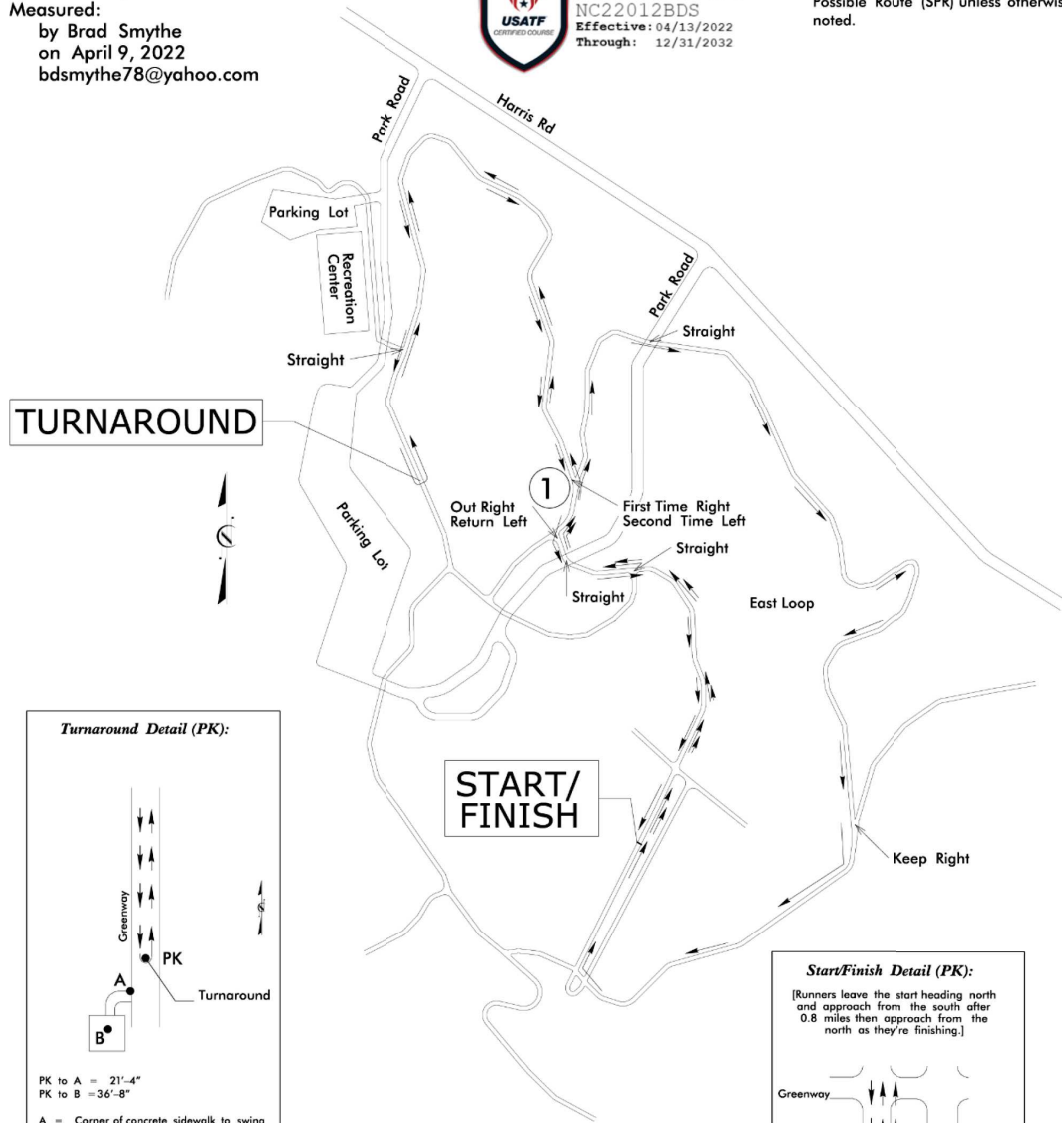 Measured:
by Brad Smythe
on April 9, 2022
bdsmythe78@yahoo.com
USATF
CERTIFIED COURSE
NC22012BDS
Effective: 04/13/2022
Through: 12/31/2032
noted.
Park Road
Harris Rd
Parking Lot
Recreation
Center
Park Road
Straight
Straight
TURNAROUND
1
Out Right
Return Left
First Time Right
Second Time Left
Parking Lot
Straight
Straight
East Loop
START/
FINISH
Keep Right
Turnaround Detail (PK):
Greenway
PK
A
Turnaround
B
PK to A = 21'-4"
PK to B = 36'-8"
A = Corner of concrete sidewalk to swing
Start/Finish Detail (PK):
[Runners leave the start heading north
and approach from the south after
0.8 miles then approach from the
north as they're finishing.]
Greenway